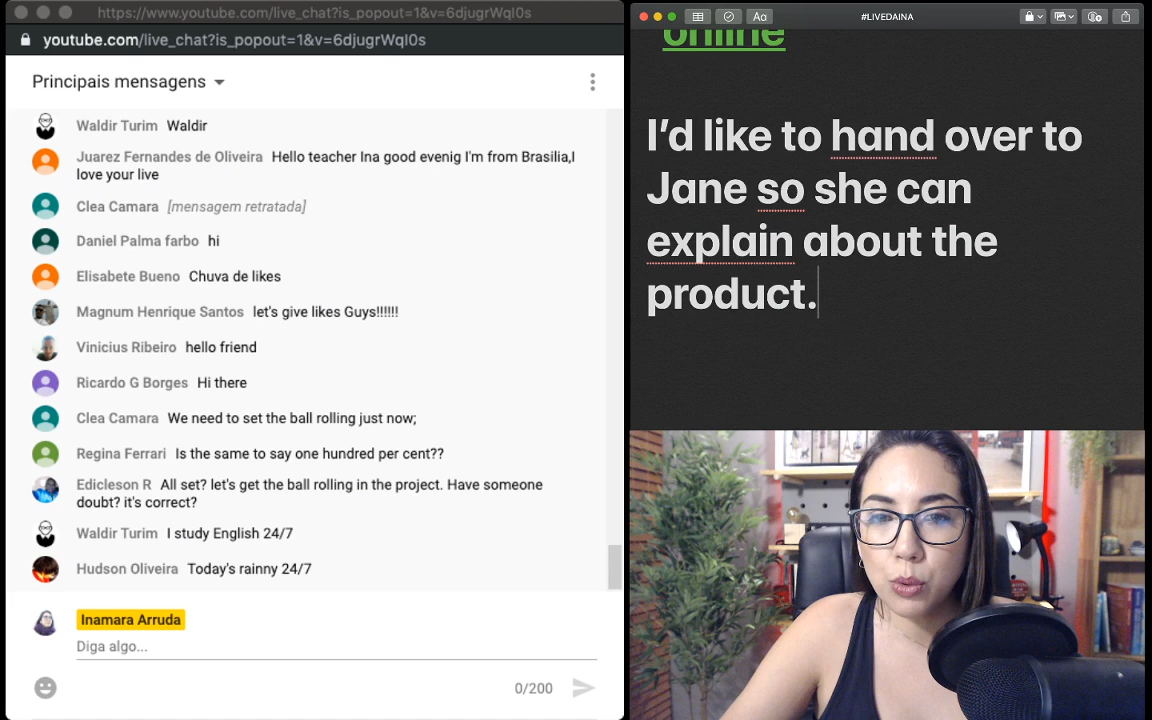 https://www.youtube.com/live_chat?is_popout=1&v=6djugrWqI0s
youtube.com/live_chat?is_popout=1&v=6djugrWqI0s
Principais mensagens
Waldir Turim Waldir
Juarez Fernandes de Oliveira Hello teacher Ina good evenig I'm from Brasilia,I
love your live
Clea Camara [mensagem retratada]
Daniel Palma farbo hi
Elisabete Bueno Chuva de likes
Magnum Henrique Santos let's give likes Guys!!!!!!
Vinicius Ribeiro hello friend
Ricardo G Borges Hi there
Clea Camara We need to set the ball rolling just now;
Regina Ferrari Is the same to say one hundred per cent??
Edicleson R All set? let's get the ball rolling in the project. Have someone
doubt? it's correct?
Waldir Turim I study English 24/7
Hudson Oliveira Today's rainny 24/7
Inamara Arruda
Diga algo...
0/200
Aa
#LIVEDAINA
online
I'd like to hand over to
Jane so she can
explain about the
product.